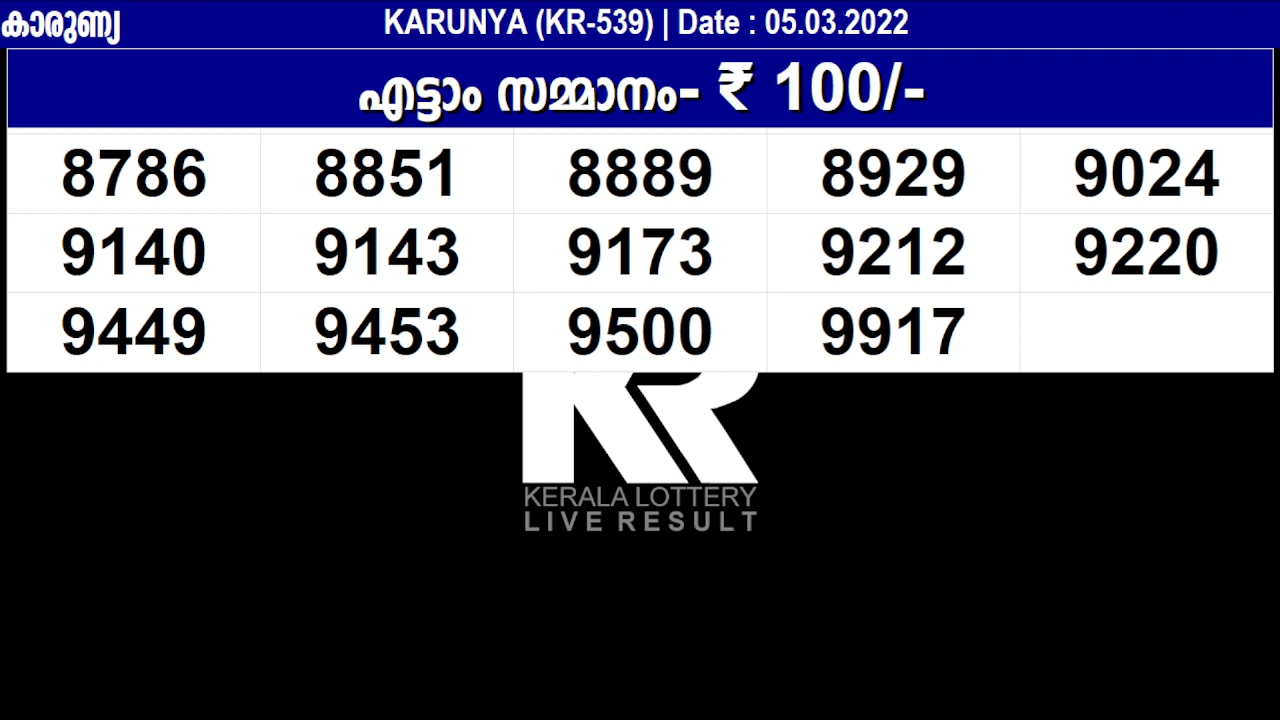 കാരുണ്യ KARUNYA (KR-539) | Date : 05.03.2022
എട്ടാം സമ്മാനം- ₹ 100/-
8786 8851 8889 8929 9024
9140 9143 9173 9212 9220
9449 9453 9500 9917
KR
KERALA LOTTERY
LIVE RESULT